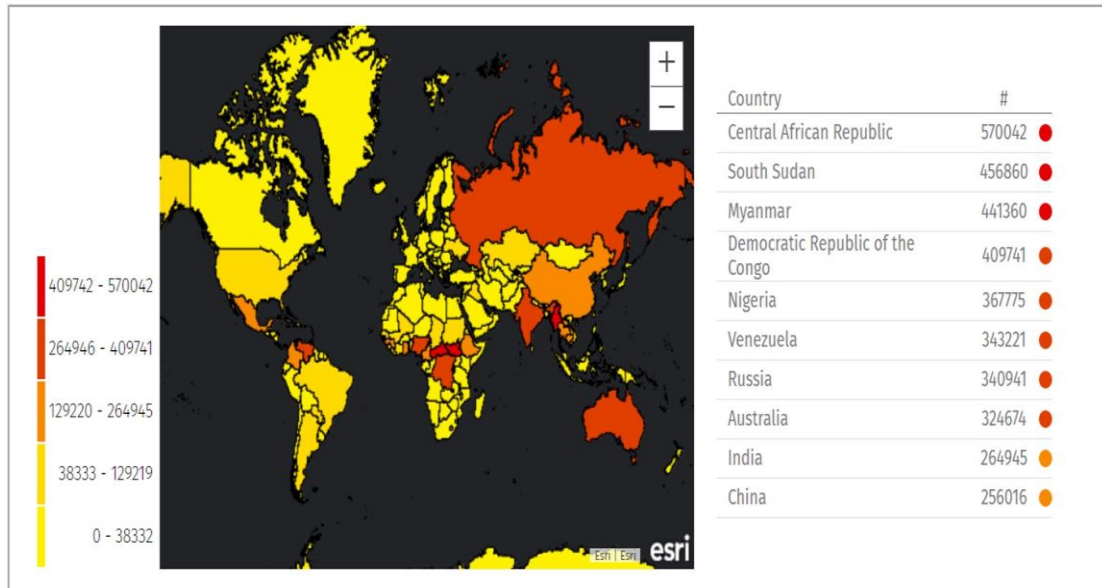 +
−
409742 - 570042
264946 - 409741
129220 - 264945
38333 - 129219
0 - 38332
Esri | Esri
esri
Country #
Central African Republic 570042
South Sudan 456860
Myanmar 441360
Democratic Republic of the
Congo 409741
Nigeria 367775
Venezuela 343221
Russia 340941
Australia 324674
India 264945
China 256016